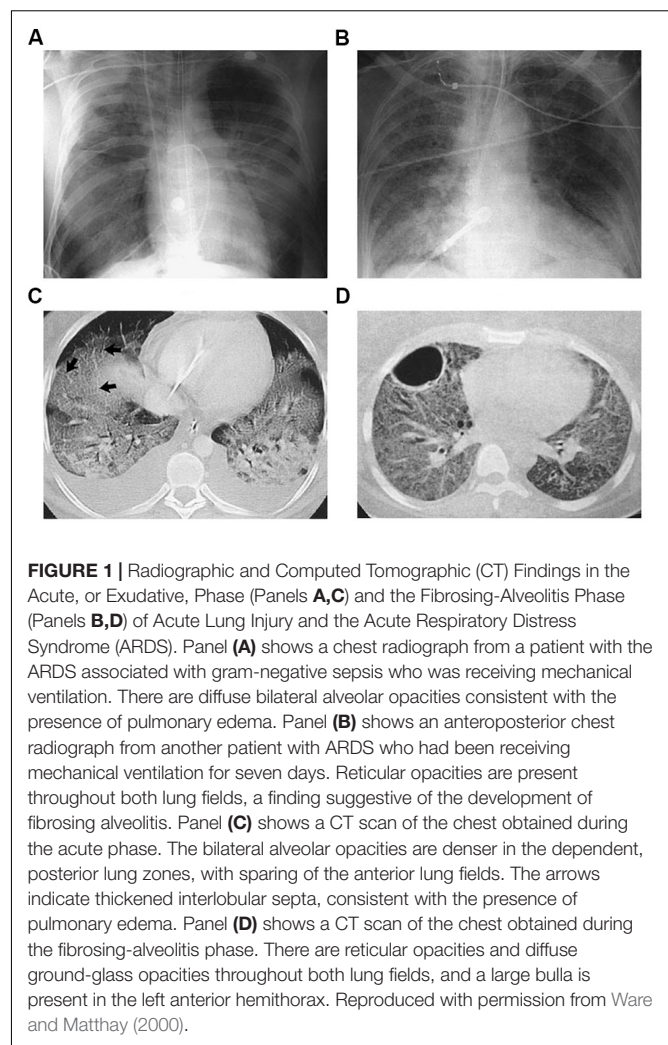 A
B
C
D
FIGURE 1 | Radiographic and Computed Tomographic (CT) Findings in the
Acute, or Exudative, Phase (Panels A,C) and the Fibrosing-Alveolitis Phase
(Panels B,D) of Acute Lung Injury and the Acute Respiratory Distress
Syndrome (ARDS). Panel (A) shows a chest radiograph from a patient with the
ARDS associated with gram-negative sepsis who was receiving mechanical
ventilation. There are diffuse bilateral alveolar opacities consistent with the
presence of pulmonary edema. Panel (B) shows an anteroposterior chest
radiograph from another patient with ARDS who had been receiving
mechanical ventilation for seven days. Reticular opacities are present
throughout both lung fields, a finding suggestive of the development of
fibrosing alveolitis. Panel (C) shows a CT scan of the chest obtained during
the acute phase. The bilateral alveolar opacities are denser in the dependent,
posterior lung zones, with sparing of the anterior lung fields. The arrows
indicate thickened interlobular septa, consistent with the presence of
pulmonary edema. Panel (D) shows a CT scan of the chest obtained during
the fibrosing-alveolitis phase. There are reticular opacities and diffuse
ground-glass opacities throughout both lung fields, and a large bulla is
present in the left anterior hemithorax. Reproduced with permission from Ware
and Matthay (2000).